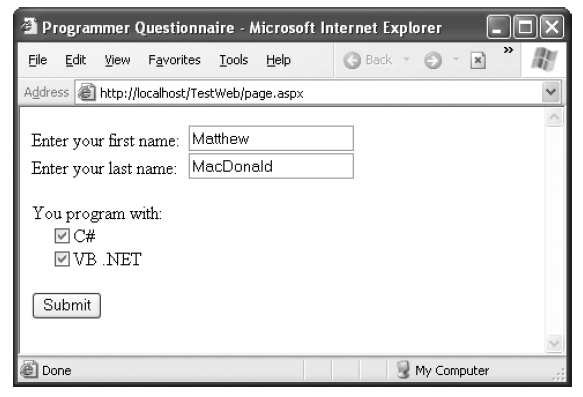 Programmer Questionnaire - Microsoft Internet Explorer
File Edit View Favorites Tools Help Back »
Address http://localhost/TestWeb/page.aspx
Enter your first name: Matthew
Enter your last name: MacDonald
You program with:
C#
VB .NET
Submit
Done My Computer